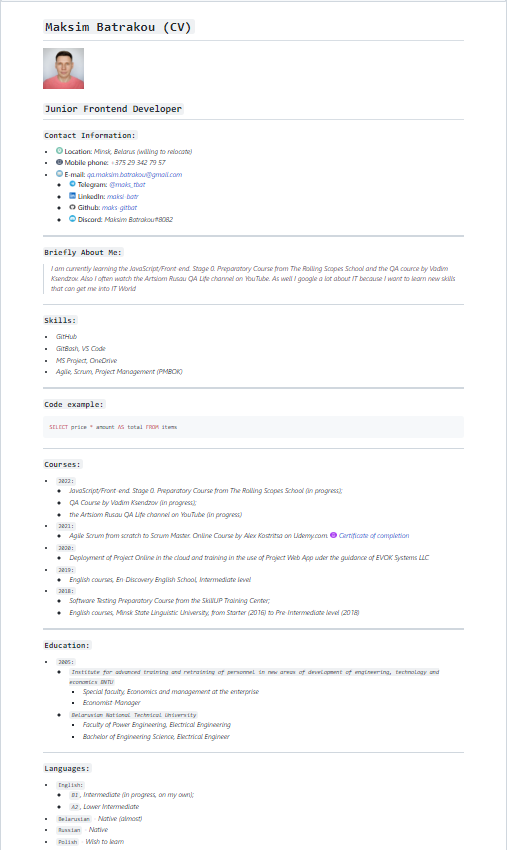 Maksim Batrakou (CV)
Junior Frontend Developer
Contact Information:
Location: Minsk, Belarus (willing to relocate)
Mobile phone: +375 29 342 79 57
E-mail: qa.maksim.batrakou@gmail.com
Telegram: @maks_tbat
LinkedIn: maksi-batr
Github: maks-gitbat
Discord: Maksim Batrakou#8082
Briefly About Me:
I am currently learning the JavaScript/Front-end. Stage 0. Preparatory Course from The Rolling Scopes School and the QA cource by Vadim
Ksendzov. Also I often watch the Artsiom Rusau QA Life channel on YouTube. As well I google a lot about IT because I want to learn new skills
that can get me into IT World
Skills:
GitHub
GitBash, VS Code
MS Project, OneDrive
Agile, Scrum, Project Management (PMBOK)
Code example:
SELECT price * amount AS total FROM items
Courses:
2022:
JavaScript/Front-end. Stage 0. Preparatory Course from The Rolling Scopes School (in progress);
QA Course by Vadim Ksendzov (in progress);
the Artsiom Rusau QA Life channel on YouTube (in progress)
2021:
Agile Scrum from scratch to Scrum Master. Online Course by Alex Kostritsa on Udemy.com. Certificate of completion
2020:
Deployment of Project Online in the cloud and training in the use of Project Web App uder the guidance of EVOK Systems LLC
2019:
English courses, En. Discovery English School, Intermediate level
2018:
Software Testing Preparatory Course from the SkillUP Training Center;
English courses, Minsk State Linguistic University, from Starter (2016) to Pre-Intermediate level (2018)
Education:
2005:
Institute for advanced training and retraining of personnel in new areas of development of engineering, technology and
economics BNTU
Special faculty, Economics and management at the enterprise
Economist-Manager
Belarusian National Technical University
Faculty of Power Engineering, Electrical Engineering
Bachelor of Engineering Science, Electrical Engineer
Languages:
English:
B1, Intermediate (in progress, on my own);
A2, Lower Intermediate
Belarusian - Native (almost)
Russian - Native
Polish - Wish to learn